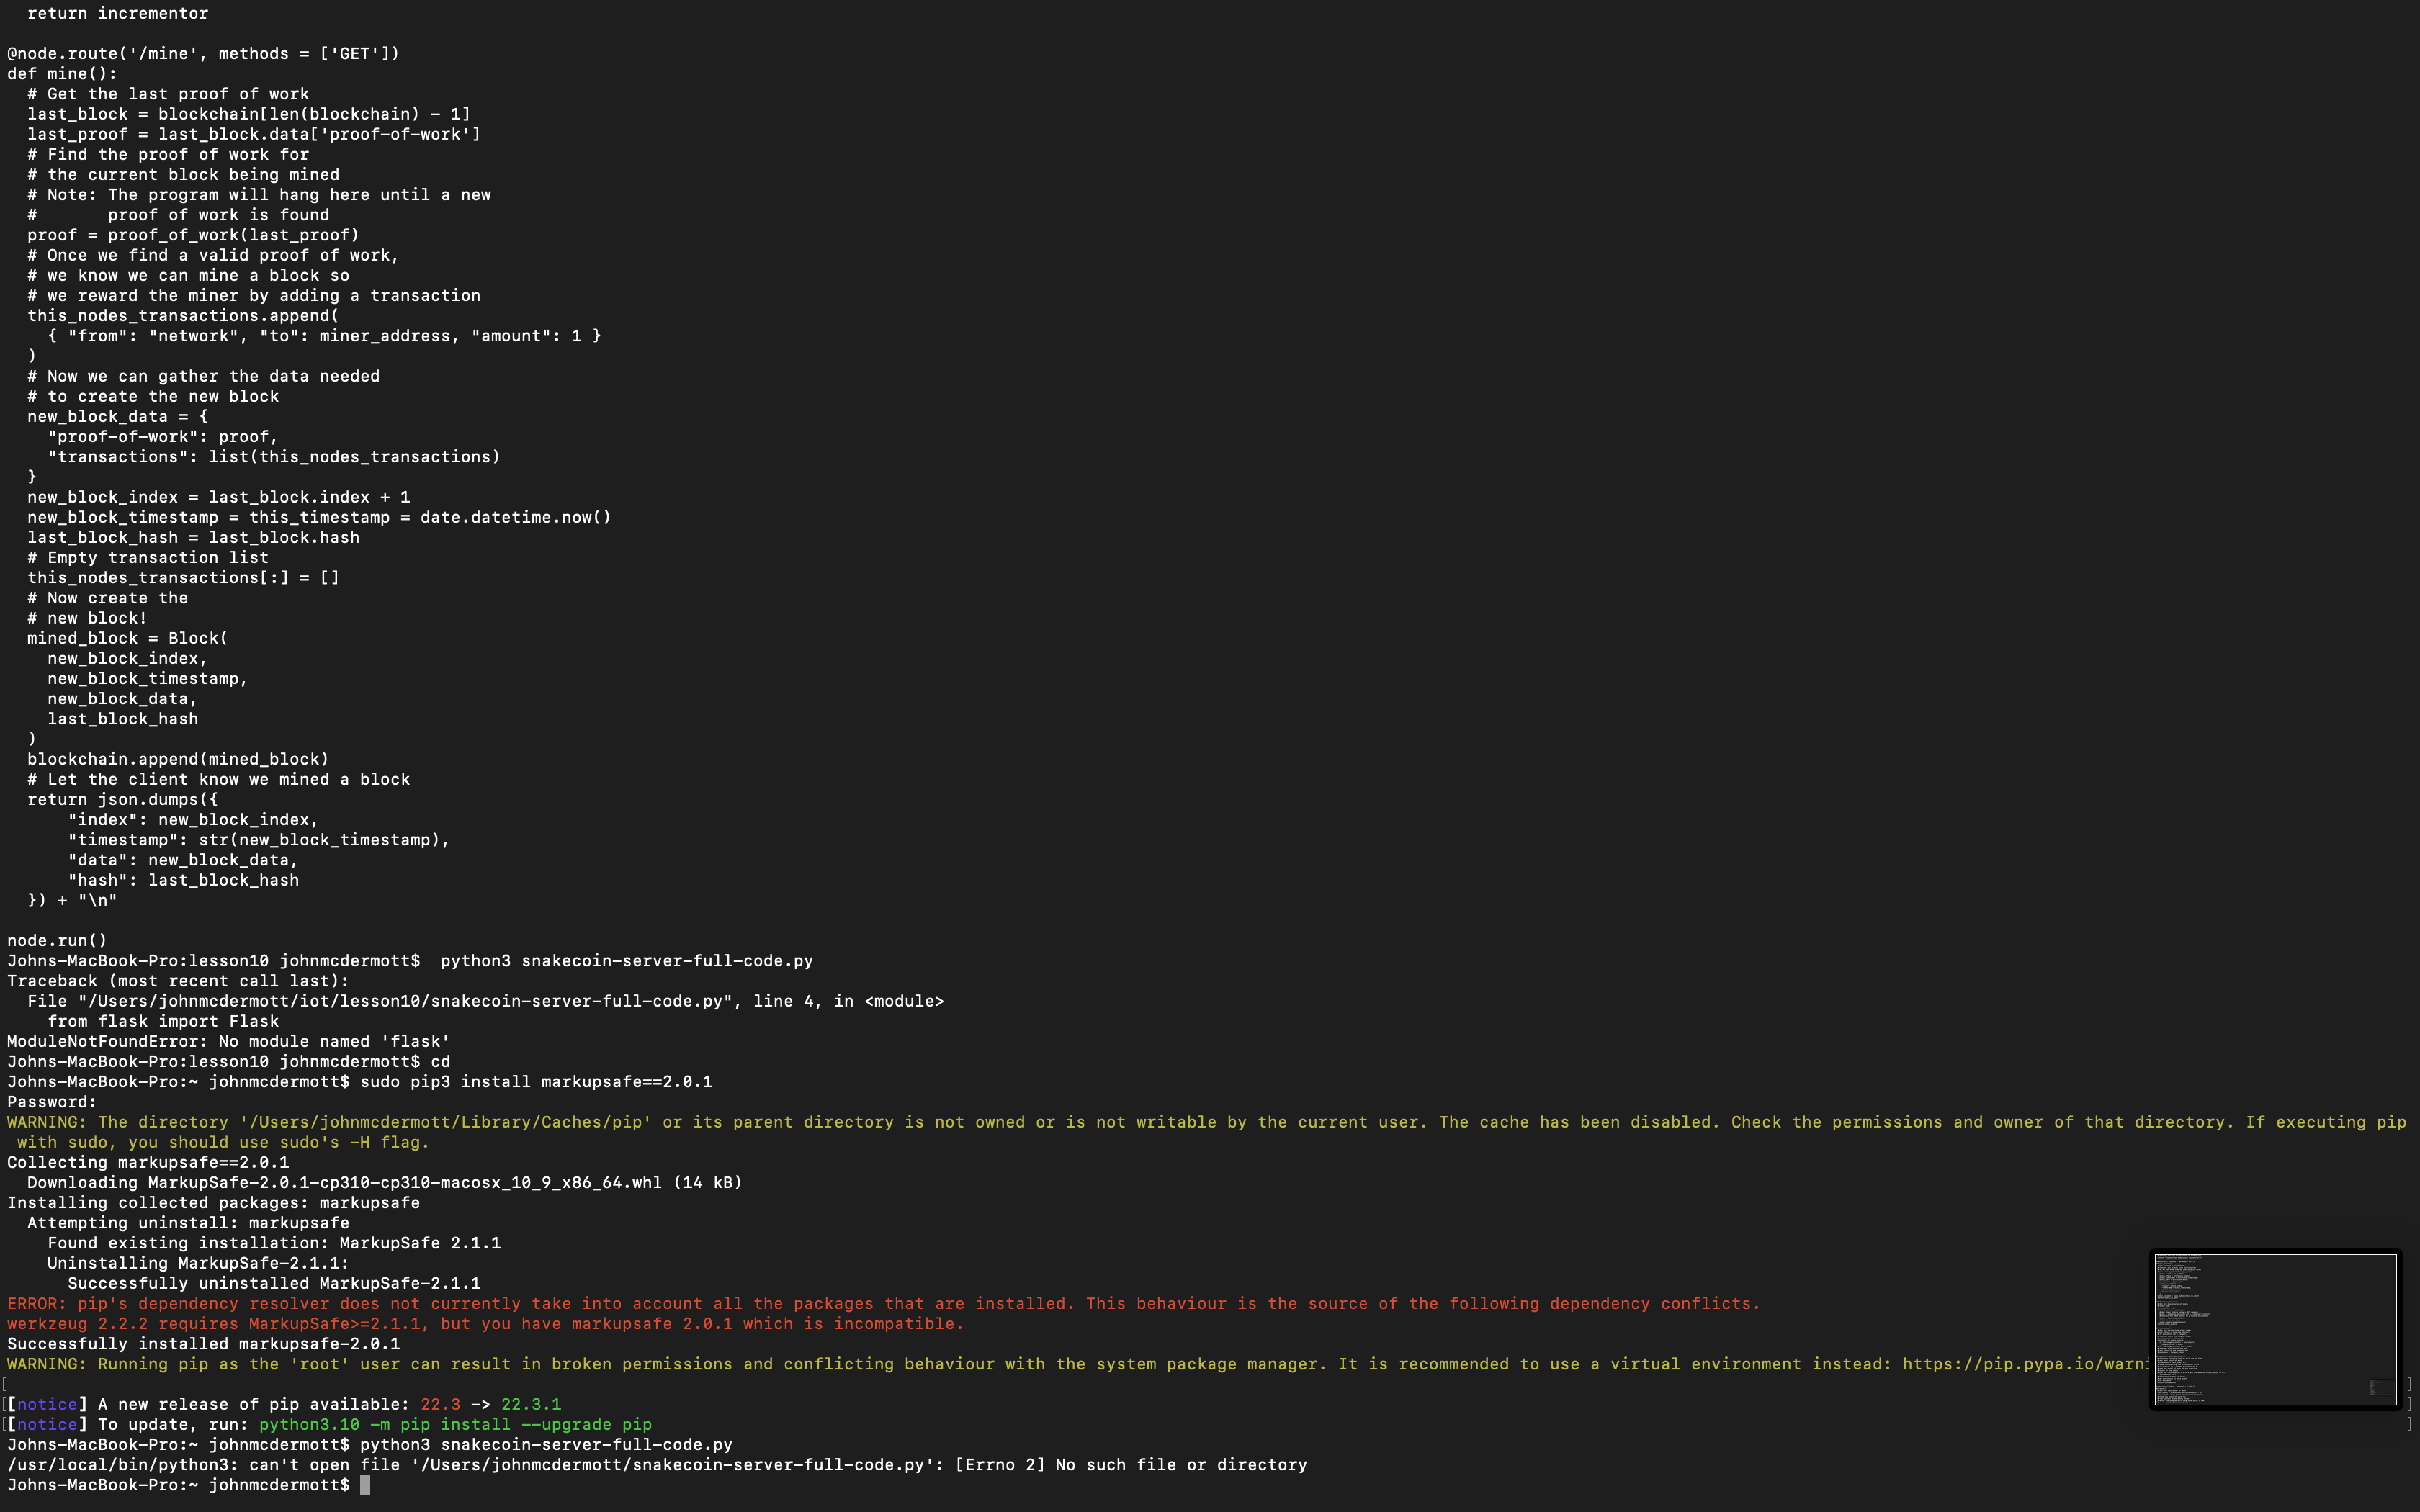 return incrementor

@node.route('/mine', methods = ['GET'])
def mine():
  # Get the last proof of work
  last_block = blockchain[len(blockchain) - 1]
  last_proof = last_block.data['proof-of-work']
  # Find the proof of work for
  # the current block being mined
  # Note: The program will hang here until a new
  #       proof of work is found
  proof = proof_of_work(last_proof)
  # Once we find a valid proof of work,
  # we know we can mine a block so
  # we reward the miner by adding a transaction
  this_nodes_transactions.append(
    { "from": "network", "to": miner_address, "amount": 1 }
  )
  # Now we can gather the data needed
  # to create the new block
  new_block_data = {
    "proof-of-work": proof,
    "transactions": list(this_nodes_transactions)
  }
  new_block_index = last_block.index + 1
  new_block_timestamp = this_timestamp = date.datetime.now()
  last_block_hash = last_block.hash
  # Empty transaction list
  this_nodes_transactions[:] = []
  # Now create the
  # new block!
  mined_block = Block(
    new_block_index,
    new_block_timestamp,
    new_block_data,
    last_block_hash
  )
  blockchain.append(mined_block)
  # Let the client know we mined a block
  return json.dumps({
      "index": new_block_index,
      "timestamp": str(new_block_timestamp),
      "data": new_block_data,
      "hash": last_block_hash
  }) + "\n"

node.run()
Johns-MacBook-Pro:lesson10 johnmcdermott$  python3 snakecoin-server-full-code.py
Traceback (most recent call last):
  File "/Users/johnmcdermott/iot/lesson10/snakecoin-server-full-code.py", line 4, in <module>
    from flask import Flask
ModuleNotFoundError: No module named 'flask'
Johns-MacBook-Pro:lesson10 johnmcdermott$ cd
Johns-MacBook-Pro:~ johnmcdermott$ sudo pip3 install markupsafe==2.0.1
Password:
WARNING: The directory '/Users/johnmcdermott/Library/Caches/pip' or its parent directory is not owned or is not writable by the current user. The cache has been disabled. Check the permissions and owner of that directory. If executing pip
 with sudo, you should use sudo's -H flag.
Collecting markupsafe==2.0.1
  Downloading MarkupSafe-2.0.1-cp310-cp310-macosx_10_9_x86_64.whl (14 kB)
Installing collected packages: markupsafe
  Attempting uninstall: markupsafe
    Found existing installation: MarkupSafe 2.1.1
    Uninstalling MarkupSafe-2.1.1:
      Successfully uninstalled MarkupSafe-2.1.1
ERROR: pip's dependency resolver does not currently take into account all the packages that are installed. This behaviour is the source of the following dependency conflicts.
werkzeug 2.2.2 requires MarkupSafe>=2.1.1, but you have markupsafe 2.0.1 which is incompatible.
Successfully installed markupsafe-2.0.1
WARNING: Running pip as the 'root' user can result in broken permissions and conflicting behaviour with the system package manager. It is recommended to use a virtual environment instead: https://pip.pypa.io/warni
[ ]
[[notice] A new release of pip available: 22.3 -> 22.3.1 ]
[[notice] To update, run: python3.10 -m pip install --upgrade pip ]
Johns-MacBook-Pro:~ johnmcdermott$ python3 snakecoin-server-full-code.py
/usr/local/bin/python3: can't open file '/Users/johnmcdermott/snakecoin-server-full-code.py': [Errno 2] No such file or directory
Johns-MacBook-Pro:~ johnmcdermott$